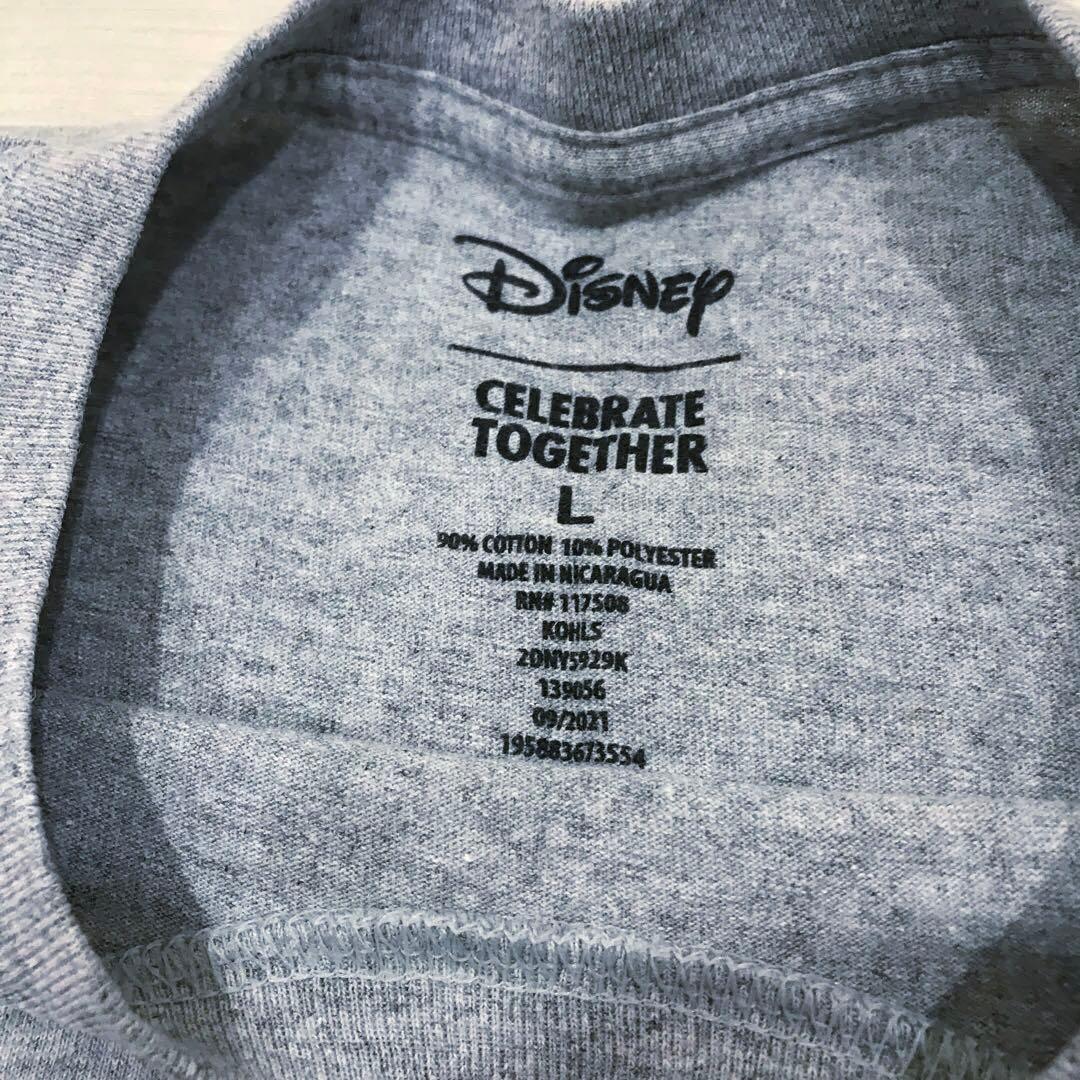 Disney
CELEBRATE
TOGETHER
L
90% COTTON 10% POLYESTER
MADE IN NICARAGUA
RN# 117508
KOHLS
2DNY5929K
139056
09/2021
195883673554